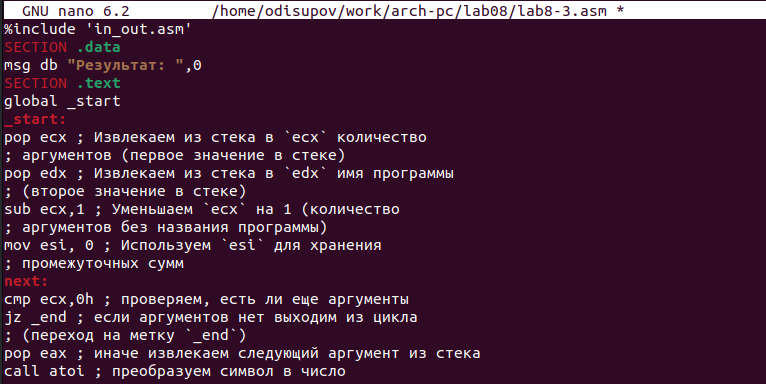 GNU nano 6.2 /home/odisupov/work/arch-pc/lab08/lab8-3.asm *
%include 'in_out.asm'
SECTION .data
msg db "Результат: ",0
SECTION .text
global _start
_start:
pop ecx ; Извлекаем из стека в `ecx` количество
; аргументов (первое значение в стеке)
pop edx ; Извлекаем из стека в `edx` имя программы
; (второе значение в стеке)
sub ecx,1 ; Уменьшаем `ecx` на 1 (количество
; аргументов без названия программы)
mov esi, 0 ; Используем `esi` для хранения
; промежуточных сумм
next:
cmp ecx,0h ; проверяем, есть ли еще аргументы
jz _end ; если аргументов нет выходим из цикла
; (переход на метку `_end`)
pop eax ; иначе извлекаем следующий аргумент из стека
call atoi ; преобразуем символ в число